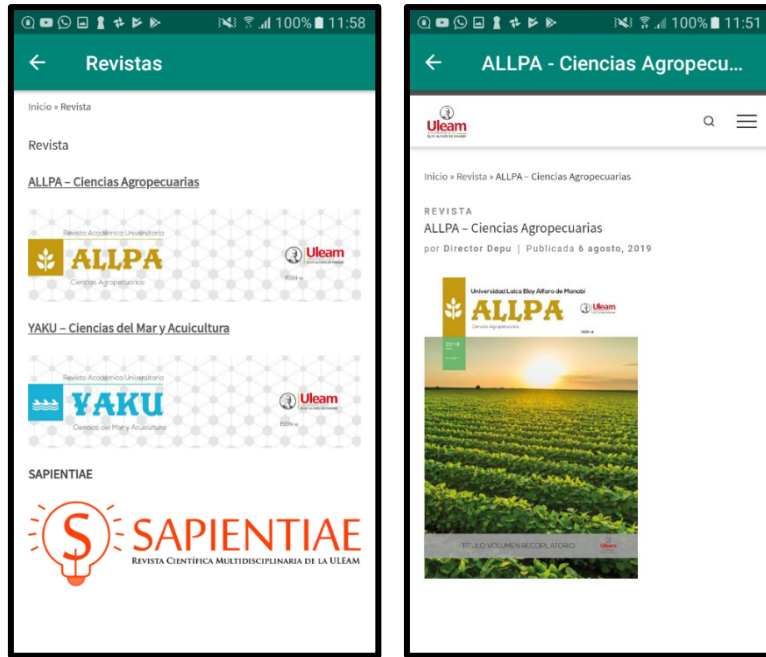 100% 11:58
Revistas
Inicio » Revista
Revista
ALLPA – Ciencias Agropecuarias
Revista Académica Universitaria
ALLPA
Ciencias Agropecuarias
Uleam
YAKU – Ciencias del Mar y Acuicultura
Revista Académica Universitaria
YAKU
Ciencias del Mar y Acuicultura
Uleam
SAPIENTIAE
S
SAPIENTIAE
REVISTA CIENTÍFICA MULTIDISCIPLINARIA DE LA ULEAM
100% 11:51
ALLPA - Ciencias Agropecu...
Uleam
Inicio » Revista » ALLPA – Ciencias Agropecuarias
REVISTA
ALLPA – Ciencias Agropecuarias
por Director Depu | Publicada 6 agosto, 2019
Universidad Laica Eloy Alfaro de Manabí
ALLPA
Ciencias Agropecuarias
Uleam
2019
TITULO VOLUMEN RECOPILATORIO
Uleam